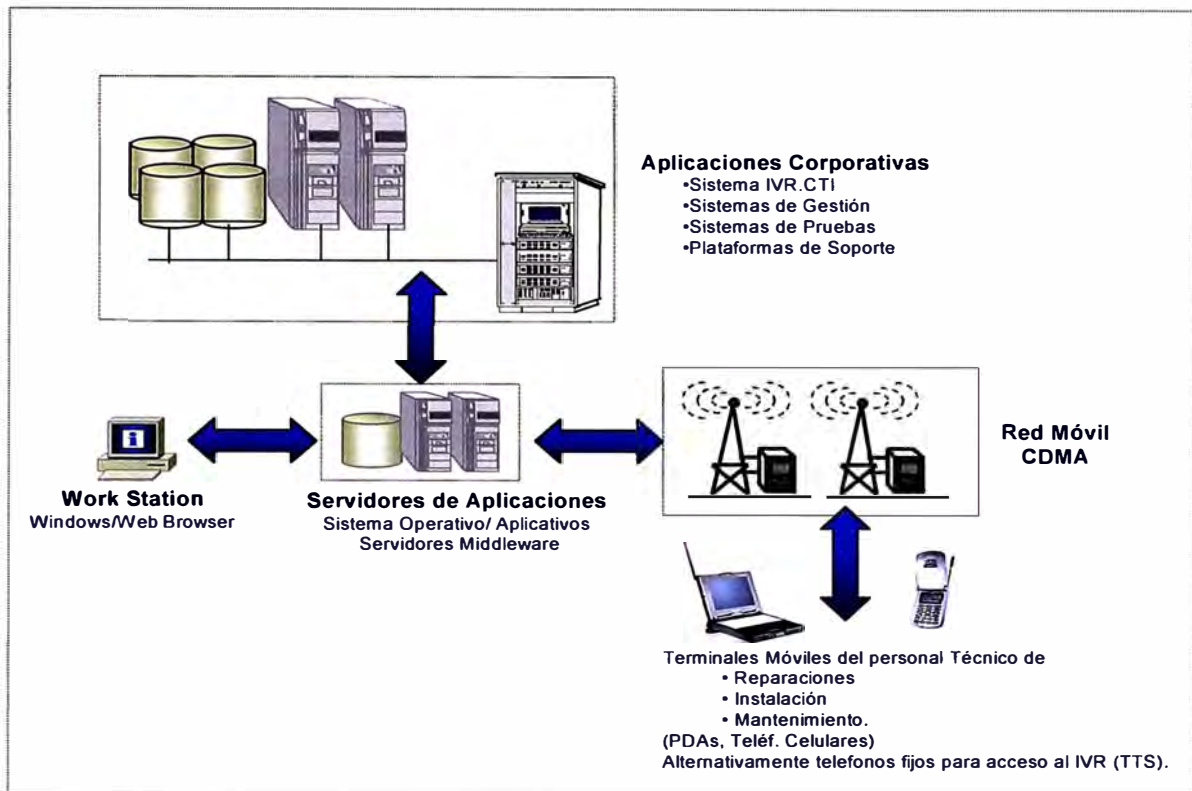 Aplicaciones Corporativas
•Sistema IVR.CTI
•Sistemas de Gestión
•Sistemas de Pruebas
•Plataformas de Soporte
Red Móvil
CDMA
Work Station
Windows/Web Browser
Servidores de Aplicaciones
Sistema Operativo/ Aplicativos
Servidores Middleware
Terminales Móviles del personal Técnico de
• Reparaciones
• Instalación
• Mantenimiento.
(PDAs, Teléf. Celulares)
Alternativamente telefonos fijos para acceso al IVR (TTS).